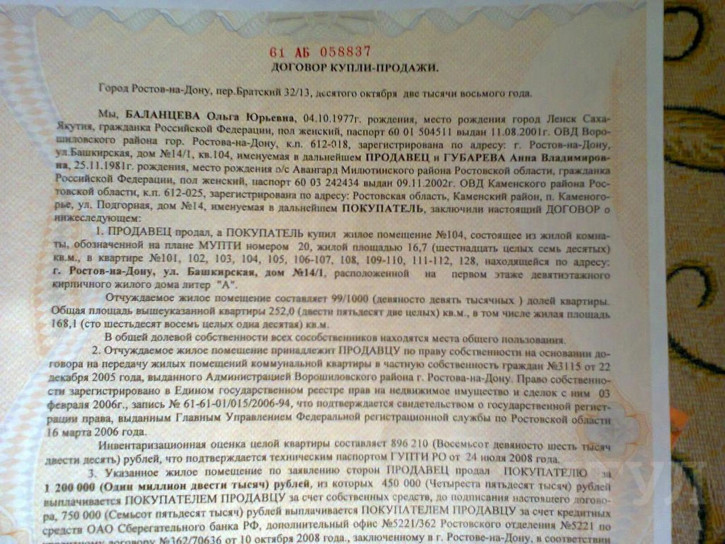 61 АБ 058837
ДОГОВОР КУПЛИ-ПРОДАЖИ.
Город Ростов-на-Дону, пер.Братский 32/13, десятого октября две тысячи восьмого года.
Мы, БАЛАНЦЕВА Ольга Юрьевна, 04.10.1977г. рождения, место рождения город Ленск Саха-
Якутия, гражданка Российской Федерации, пол женский, паспорт 60 01 504511 выдан 11.08.2001г. ОВД Воро-
шиловского района гор. Ростова-на-Дону, к.п. 612-018, зарегистрирована по адресу: г. Ростов-на-Дону,
ул.Башкирская, дом №14/1, кв.104, именуемая в дальнейшем ПРОДАВЕЦ и ГУБАРЕВА Анна Владимиров-
на, 25.11.1981г. рождения, место рождения о/с Авангард Милютинского района Ростовской области, гражданка
Российской Федерации, пол женский, паспорт 60 03 242434 выдан 09.11.2002г. ОВД Каменского района Рос-
товской области, к.п. 612-025, зарегистрирована по адресу: Ростовская область, Каменский район, п. Каменого-
рье, ул. Подгорная, дом №14, именуемая в дальнейшем ПОКУПАТЕЛЬ, заключили настоящий ДОГОВОР о
нижеследующем:
1. ПРОДАВЕЦ продал, а ПОКУПАТЕЛЬ купил жилое помещение №104, состоящее из жилой комна-
ты, обозначенной на плане МУПТИ номером 20, жилой площадью 16,7 (шестнадцать целых семь десятых)
кв.м., в квартире №101, 102, 103, 104, 105, 106-107, 108, 109-110, 111-112, 128, находящейся по адресу:
г. Ростов-на-Дону, ул. Башкирская, дом №14/1, расположенной на первом этаже девятиэтажного
кирпичного жилого дома литер "А".
Отчуждаемое жилое помещение составляет 99/1000 (девяносто девять тысячных ) долей квартиры.
Общая площадь вышеуказанной квартиры 252,0 (двести пятьдесят две целых) кв.м., в том числе жилая площадь
168,1 (сто шестьдесят восемь целых одна десятая) кв.м.
В общей долевой собственности всех сособственников находятся места общего пользования.
2. Отчуждаемое жилое помещение принадлежит ПРОДАВЦУ по праву собственности на основании до-
говора на передачу жилых помещений коммунальной квартиры в частную собственность граждан №3115 от 22
декабря 2005 года, выданного Администрацией Ворошиловского района г. Ростова-на-Дону. Право собственно-
сти зарегистрировано в Едином государственном реестре прав на недвижимое имущество и сделок с ним 03
февраля 2006г., запись № 61-61-01/015/2006-94, что подтверждается свидетельством о государственной регист-
рации права, выданным Главным Управлением Федеральной регистрационной службы по Ростовской области
16 марта 2006 года.
Инвентаризационная оценка целой квартиры составляет 896 210 (Восемьсот девяносто шесть тысяч
двести десять) рублей, что подтверждается техническим паспортом ГУПТИ РО от 24 июля 2008 года.
3. Указанное жилое помещение по заявлению сторон ПРОДАВЕЦ продал ПОКУПАТЕЛЮ за
1 200 000 (Один миллион двести тысяч) рублей, из которых 450 000 (Четыреста пятьдесят тысяч) рублей
выплачивается ПОКУПАТЕЛЕМ ПРОДАВЦУ за счет собственных средств, до подписания настоящего догово-
ра, 750 000 (Семьсот пятьдесят тысяч) рублей выплачивается ПОКУПАТЕЛЕМ ПРОДАВЦУ за счет кредитных
средств ОАО Сберегательного банка РФ, дополнительный офис №5221/362 Ростовского отделения №5221 по
кредитному договору №362/70636 от 10 октября 2008 года., заключенному в г. Ростове-на-Дону, в соответствии